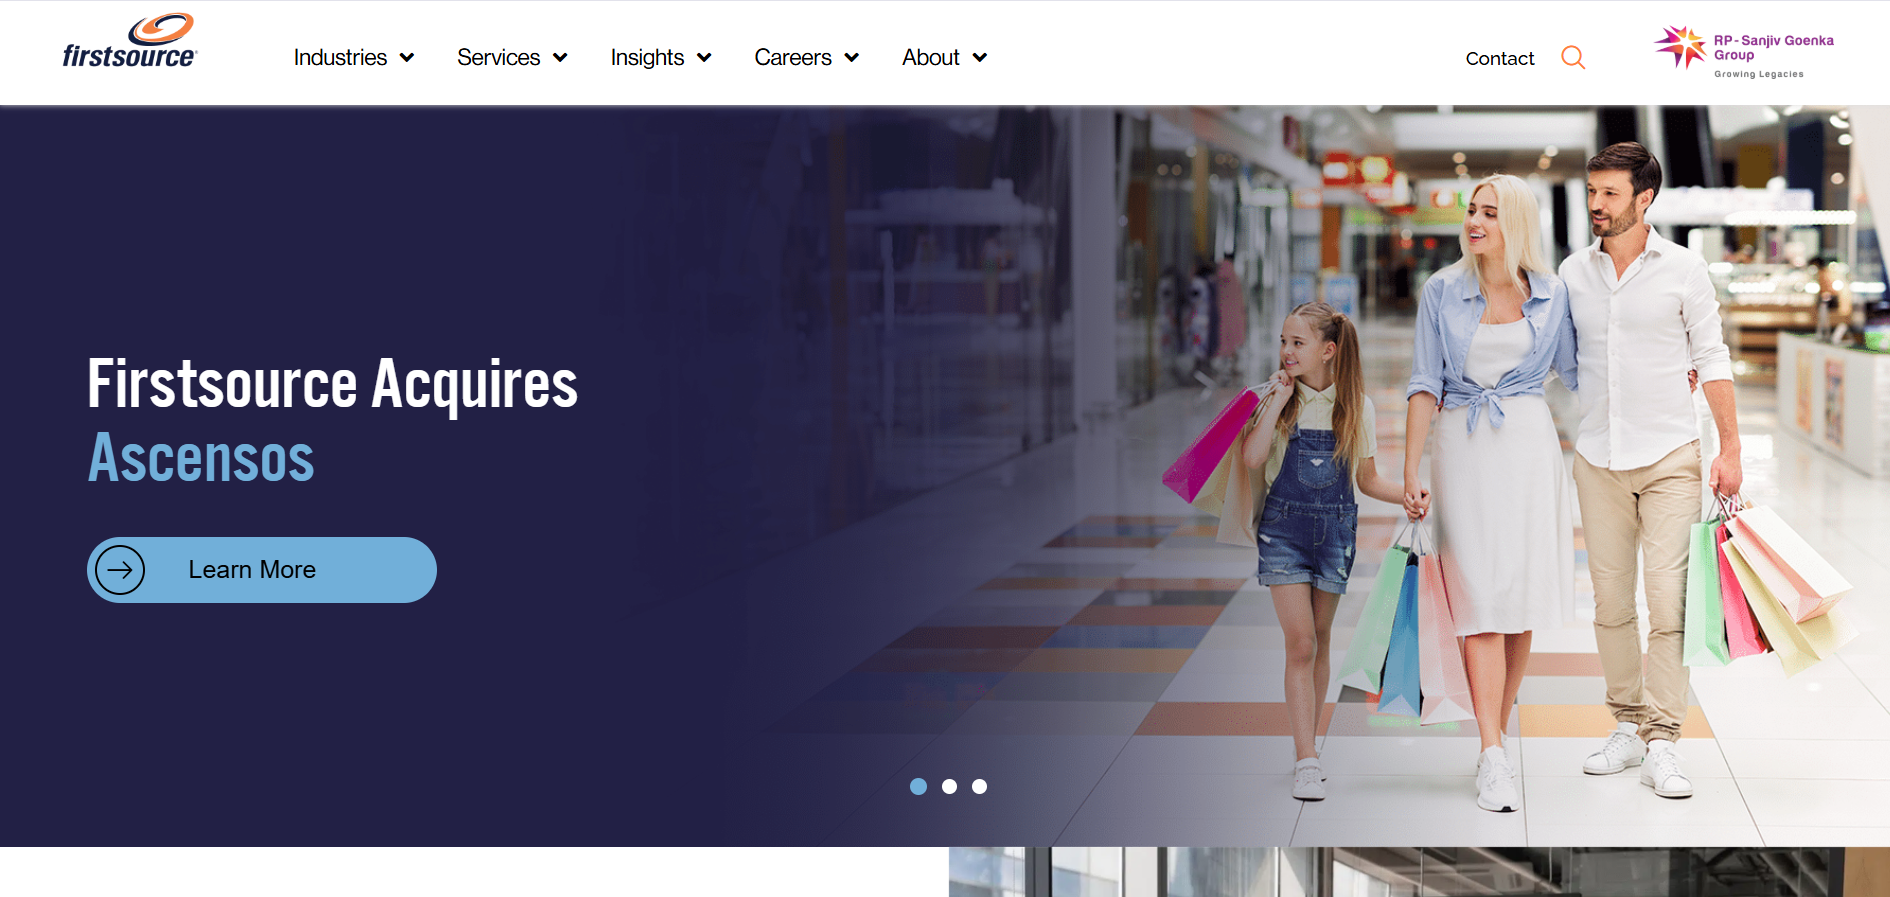 firstsource
Industries
Services
Insights
Careers
About
Contact
RP-Sanjiv Goenka
Group
Growing Legacies
Firstsource Acquires
Ascensos
Learn More